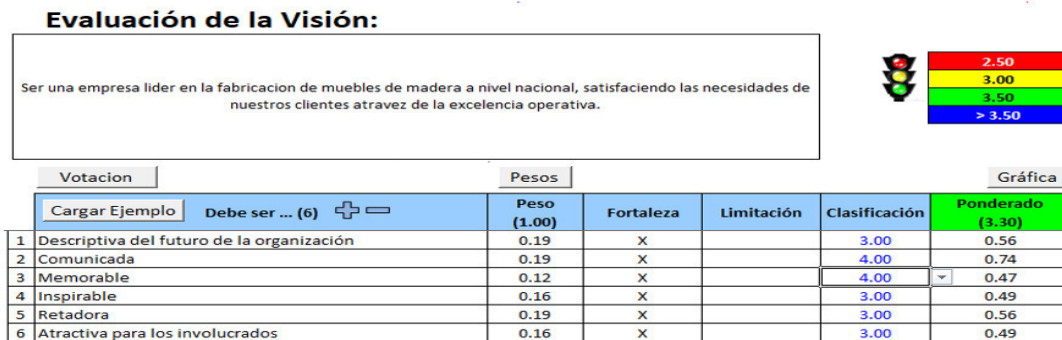 Evaluación de la Visión:
Ser una empresa lider en la fabricacion de muebles de madera a nivel nacional, satisfaciendo las necesidades de
nuestros clientes atravez de la excelencia operativa.
2.50
3.00
3.50
> 3.50
Votacion Pesos Gráfica
Cargar Ejemplo Debe ser ... (6) Peso (1.00) Fortaleza Limitación Clasificación Ponderado (3.30)
1 Descriptiva del futuro de la organización 0.19 X 3.00 0.56
2 Comunicada 0.19 X 4.00 0.74
3 Memorable 0.12 X 4.00 0.47
4 Inspirable 0.16 X 3.00 0.49
5 Retadora 0.19 X 3.00 0.56
6 Atractiva para los involucrados 0.16 X 3.00 0.49